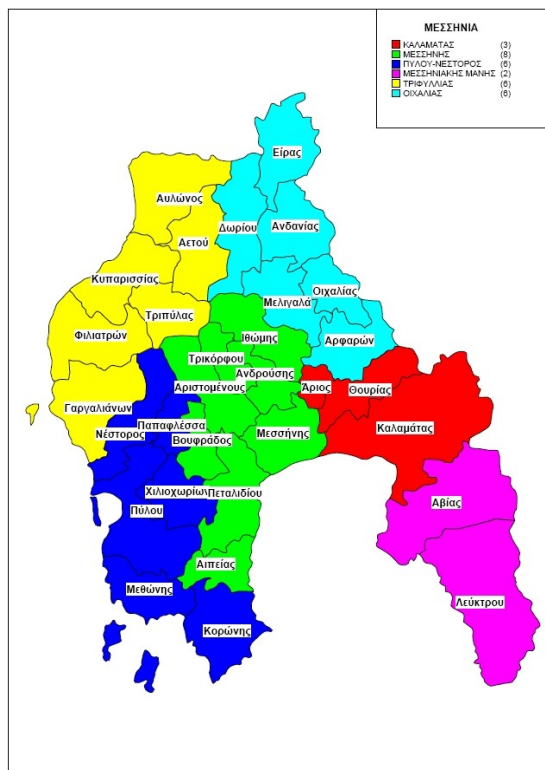 ΜΕΣΣΗΝΙΑ
ΚΑΛΑΜΑΤΑΣ (3)
ΜΕΣΣΗΝΗΣ (8)
ΠΥΛΟΥ-ΝΕΣΤΟΡΟΣ (6)
ΜΕΣΣΗΝΙΑΚΗΣ ΜΑΝΗΣ (2)
ΤΡΙΦΥΛΛΙΑΣ (6)
ΟΙΧΑΛΙΑΣ (6)
Είρας
Αυλώνος
Δωρίου
Ανδανίας
Αετού
Κυπαρισσίας
Οιχαλίας
Μελιγαλά
Τριπύλας
Φιλιατρών
Ιθώμης
Αρφαρών
Τρικόρφου
Ανδρούσης
Αριστομένους
Άριος
Θουρίας
Γαργαλιάνων
Παπαφλέσσα
Καλαμάτας
Νέστορος
Βουφράδος
Μεσσήνης
Χιλιοχωρίων
Πεταλιδίου
Αβίας
Πύλου
Αιπείας
Μεθώνης
Λεύκτρου
Κορώνης